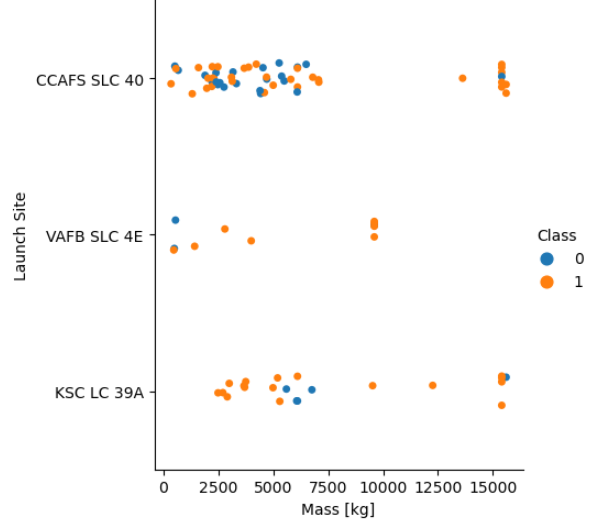 CCAFS SLC 40
VAFB SLC 4E
KSC LC 39A
Launch Site
0 2500 5000 7500 10000 12500 15000
Mass [kg]
Class
0
1